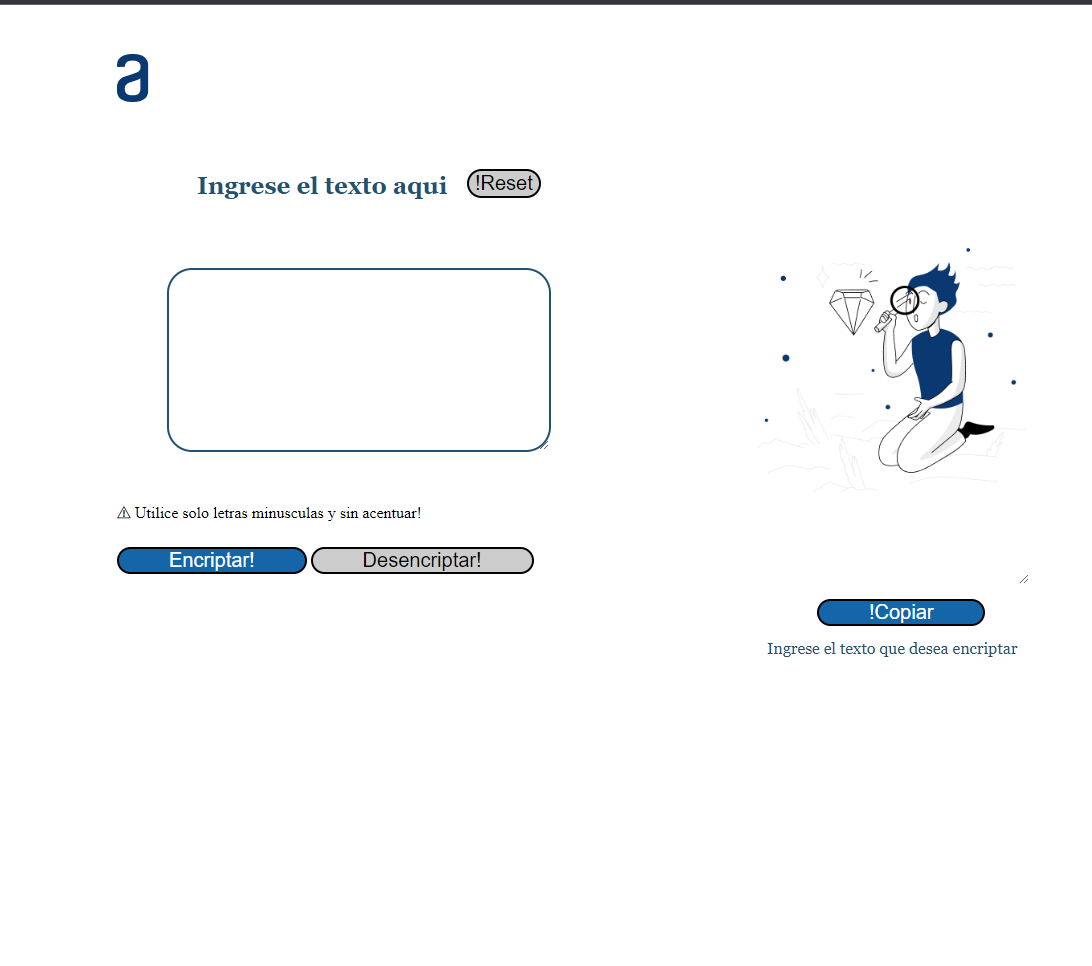 a
Ingrese el texto aqui
!Reset
⚠ Utilice solo letras minusculas y sin acentuar!
Encriptar!
Desencriptar!
!Copiar
Ingrese el texto que desea encriptar